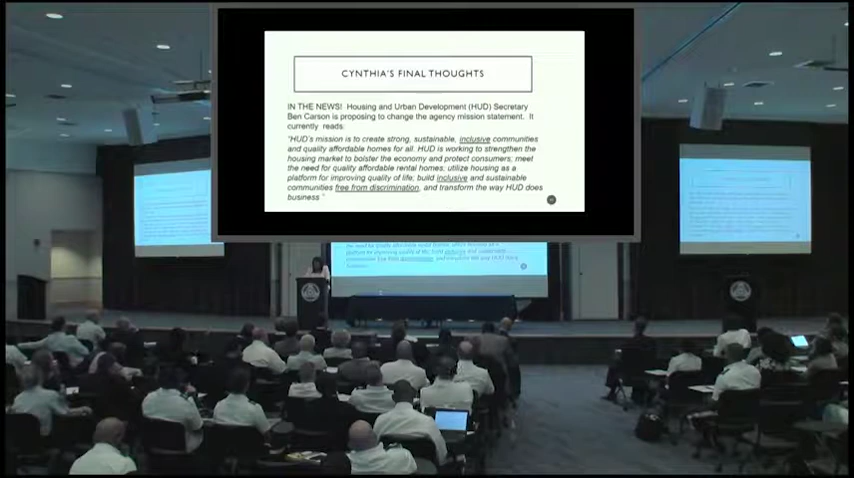 CYNTHIA'S FINAL THOUGHTS
IN THE NEWS! Housing and Urban Development (HUD) Secretary
Ben Carson is proposing to change the agency mission statement. It
currently reads:
"HUD's mission is to create strong, sustainable, inclusive communities
and quality affordable homes for all. HUD is working to strengthen the
housing market to bolster the economy and protect consumers; meet
the need for quality affordable rental homes; utilize housing as a
platform for improving quality of life; build inclusive and sustainable
communities free from discrimination, and transform the way HUD does
business "